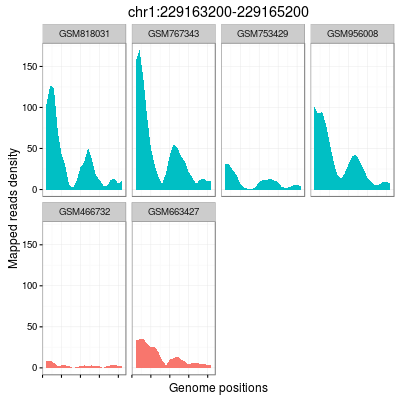 chr1:229163200-229165200
GSM818031 GSM767343 GSM753429 GSM956008
150
100
50
0
GSM466732 GSM663427
150
100
50
0
Mapped reads density
Genome positions